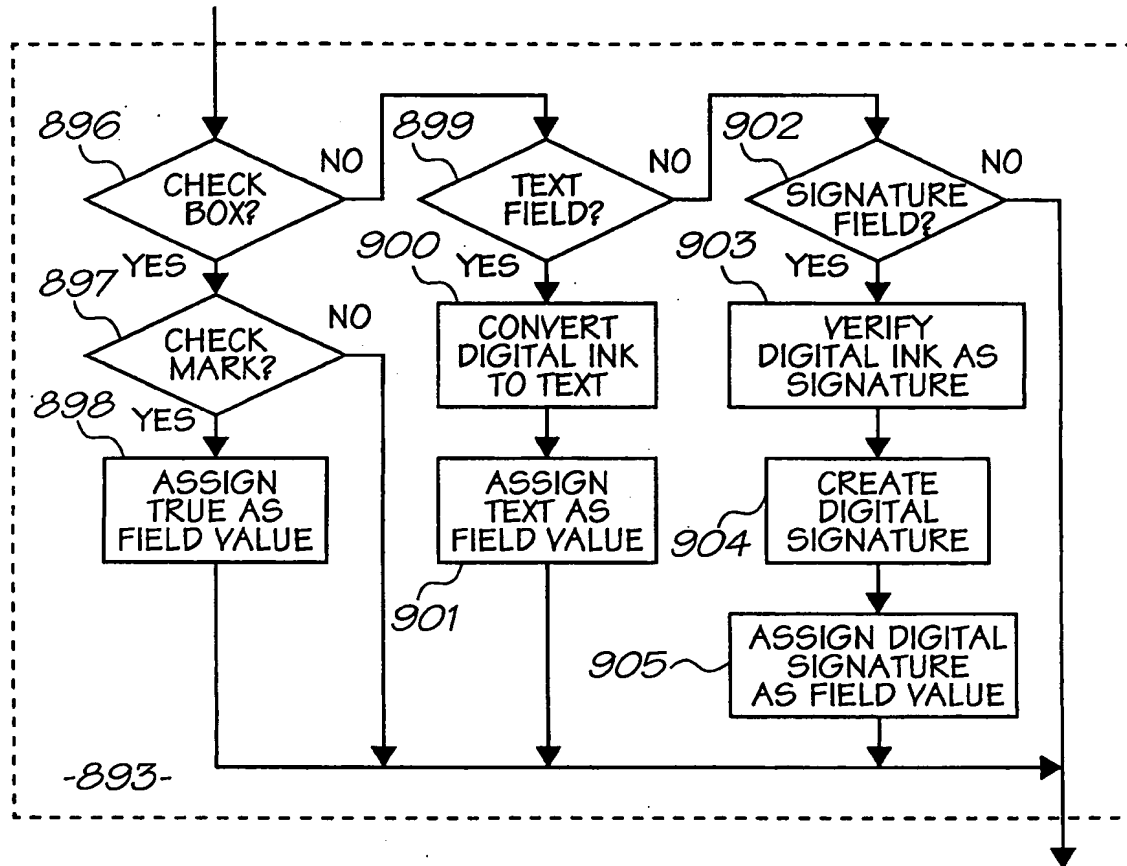 896
CHECK
BOX?
NO
YES
897
CHECK
MARK?
NO
YES
898
ASSIGN
TRUE AS
FIELD VALUE
899
TEXT
FIELD?
NO
YES
900
CONVERT
DIGITAL INK
TO TEXT
ASSIGN
TEXT AS
FIELD VALUE
901
902
SIGNATURE
FIELD?
NO
YES
903
VERIFY
DIGITAL INK AS
SIGNATURE
CREATE
DIGITAL
SIGNATURE
904
ASSIGN DIGITAL
SIGNATURE
AS FIELD VALUE
905
-893-